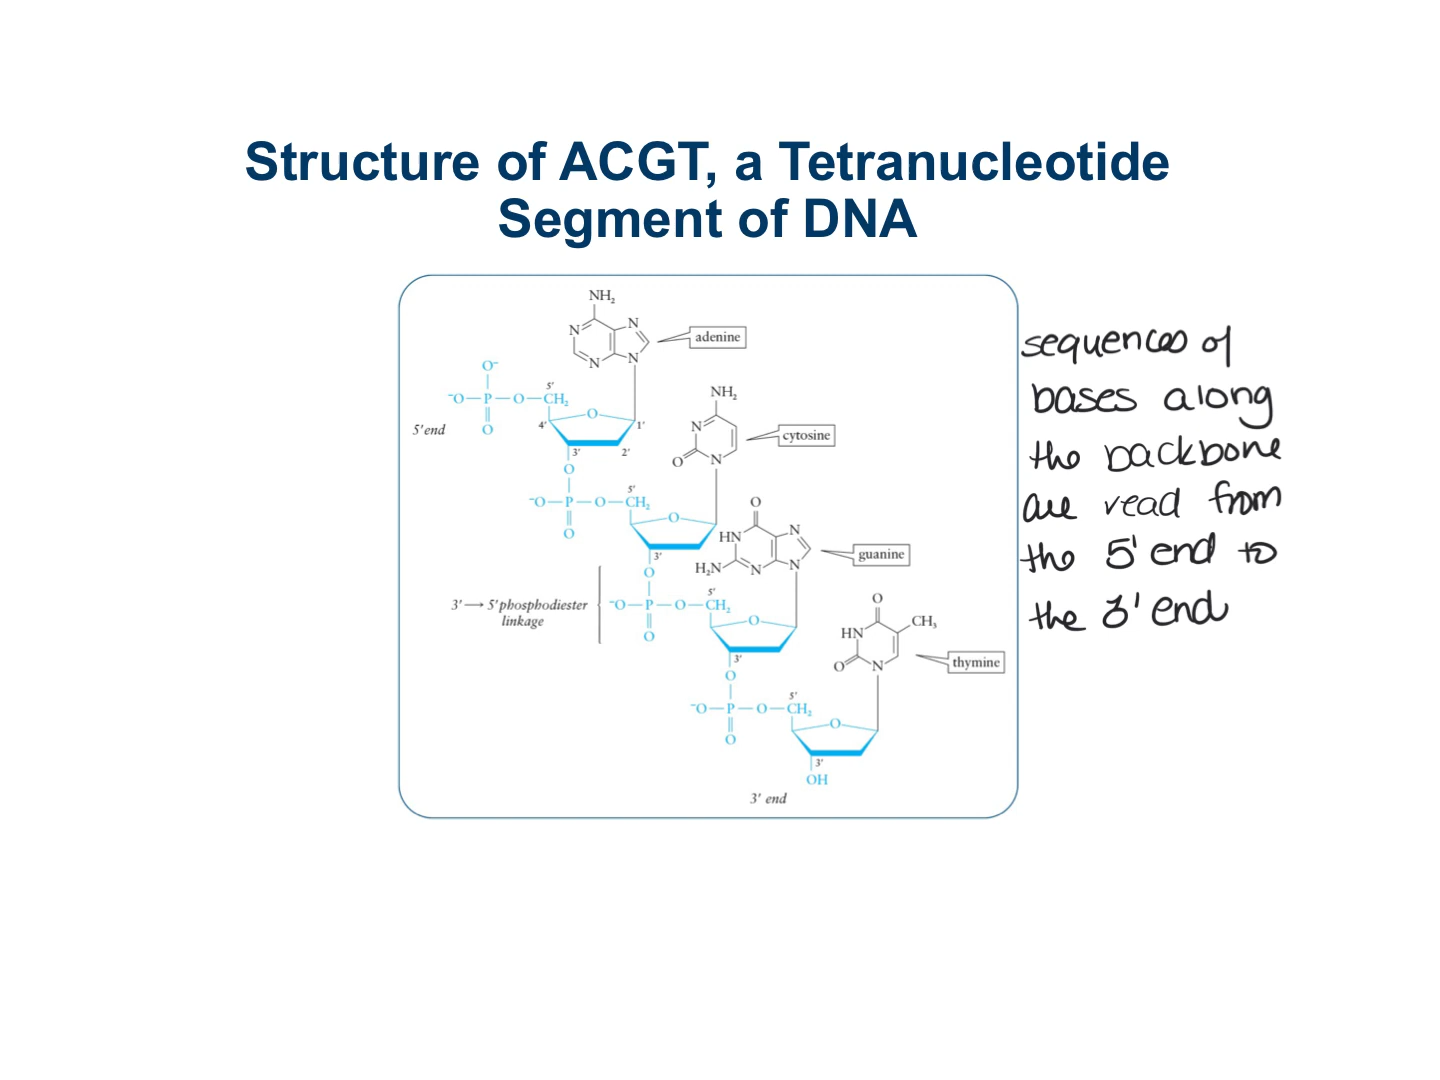 Structure of ACGT, a Tetranucleotide
Segment of DNA
NH₂
N
N
N
N
adenine
O⁻
⁻O—P—O—CH₂
O
5'
O
4'
1'
3'
2'
5'end
NH₂
N
O
N
cytosine
O
⁻O—P—O—CH₂
O
5'
O
3'
O
HN
H₂N
N
N
N
guanine
O
⁻O—P—O—CH₂
O
5'
O
3'
3'→5'phosphodiester
linkage
O
HN
CH₃
O
N
thymine
O
⁻O—P—O—CH₂
O
5'
O
3'
OH
3' end
sequences of
bases along
the backbone
are read from
the 5' end to
the 3' end